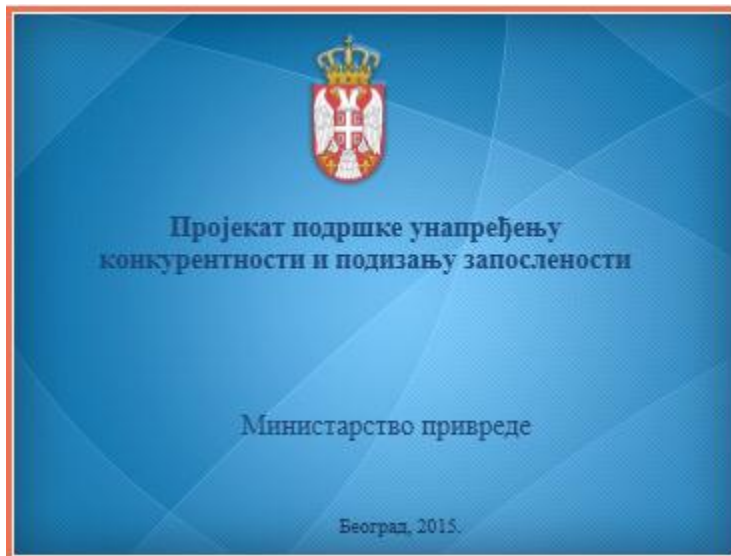 Пројекат подршке унапређењу
конкурентности и подизању запослености
Министарство привреде
Београд, 2015.